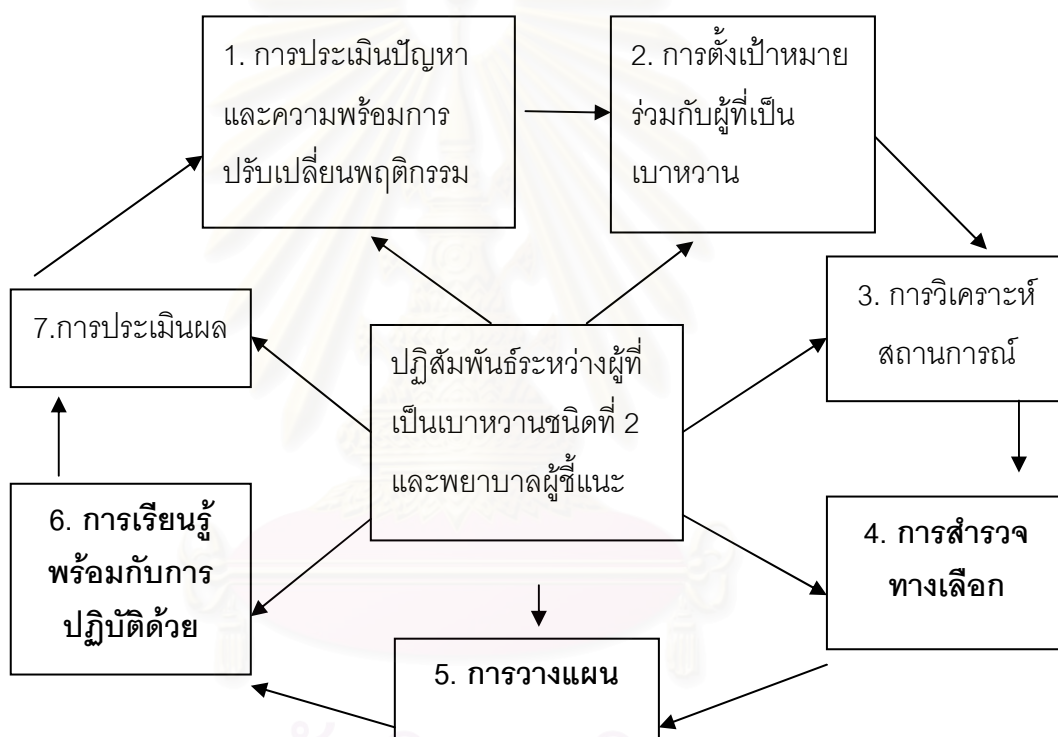 1. การประเมินปัญหา
และความพร้อมการ
ปรับเปลี่ยนพฤติกรรม
2. การตั้งเป้าหมาย
ร่วมกับผู้ที่เป็น
เบาหวาน
3. การวิเคราะห์
สถานการณ์
7.การประเมินผล
ปฏิสัมพันธ์ระหว่างผู้ที่
เป็นเบาหวานชนิดที่ 2
และพยาบาลผู้ชี้แนะ
6. การเรียนรู้
พร้อมกับการ
ปฏิบัติด้วย
4. การสำรวจ
ทางเลือก
5. การวางแผน